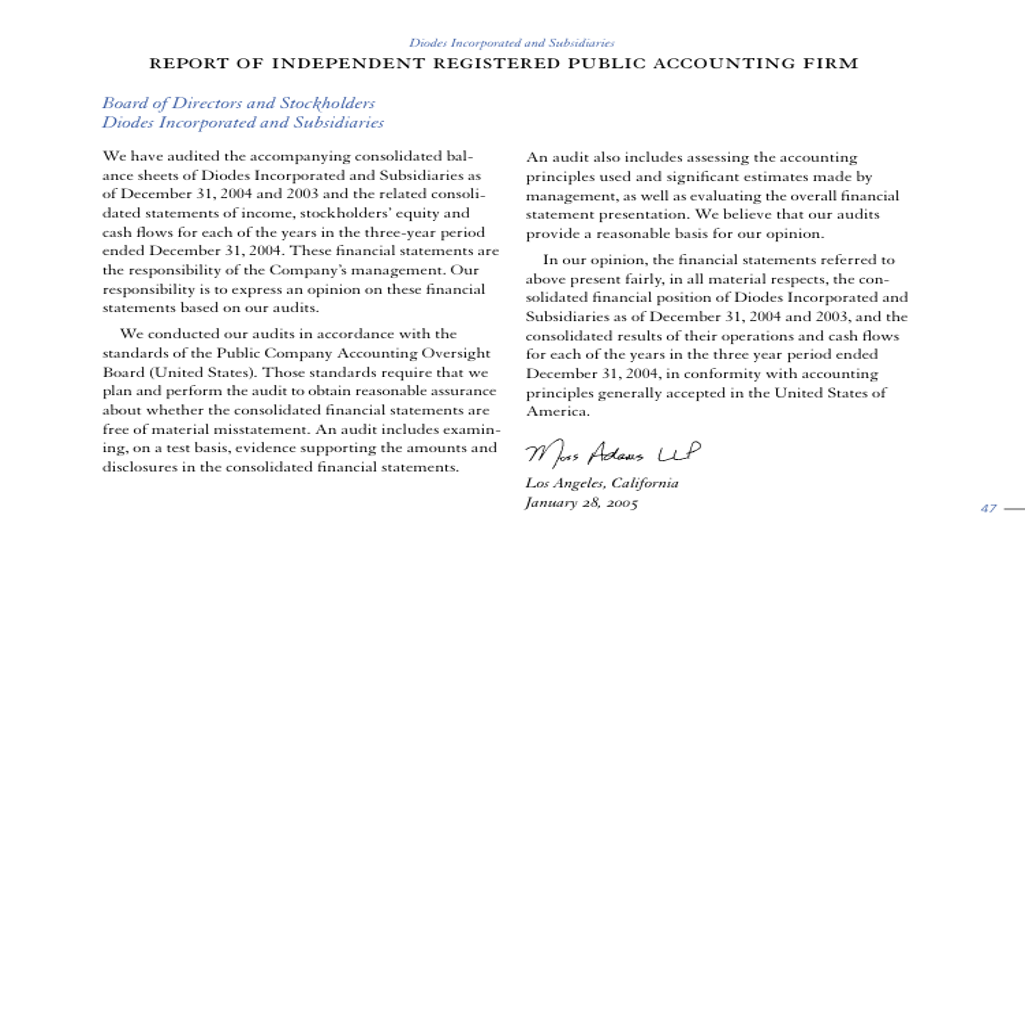 Diodes Incorporated and Subsidiaries
REPORT OF INDEPENDENT REGISTERED PUBLIC ACCOUNTING FIRM
Board of Directors and Stockholders
Diodes Incorporated and Subsidiaries
We have audited the accompanying consolidated bal-
ance sheets of Diodes Incorporated and Subsidiaries as
of December 31, 2004 and 2003 and the related consoli-
dated statements of income, stockholders' equity and
cash flows for each of the years in the three-year period
ended December 31, 2004. These financial statements are
the responsibility of the Company's management. Our
responsibility is to express an opinion on these financial
statements based on our audits.
We conducted our audits in accordance with the
standards of the Public Company Accounting Oversight
Board (United States). Those standards require that we
plan and perform the audit to obtain reasonable assurance
about whether the consolidated financial statements are
free of material misstatement. An audit includes examin-
ing, on a test basis, evidence supporting the amounts and
disclosures in the consolidated financial statements.
An audit also includes assessing the accounting
principles used and significant estimates made by
management, as well as evaluating the overall financial
statement presentation. We believe that our audits
provide a reasonable basis for our opinion.
In our opinion, the financial statements referred to
above present fairly, in all material respects, the con-
solidated financial position of Diodes Incorporated and
Subsidiaries as of December 31, 2004 and 2003, and the
consolidated results of their operations and cash flows
for each of the years in the three year period ended
December 31, 2004, in conformity with accounting
principles generally accepted in the United States of
America.
Moss Adams LLP
Los Angeles, California
January 28, 2005
47